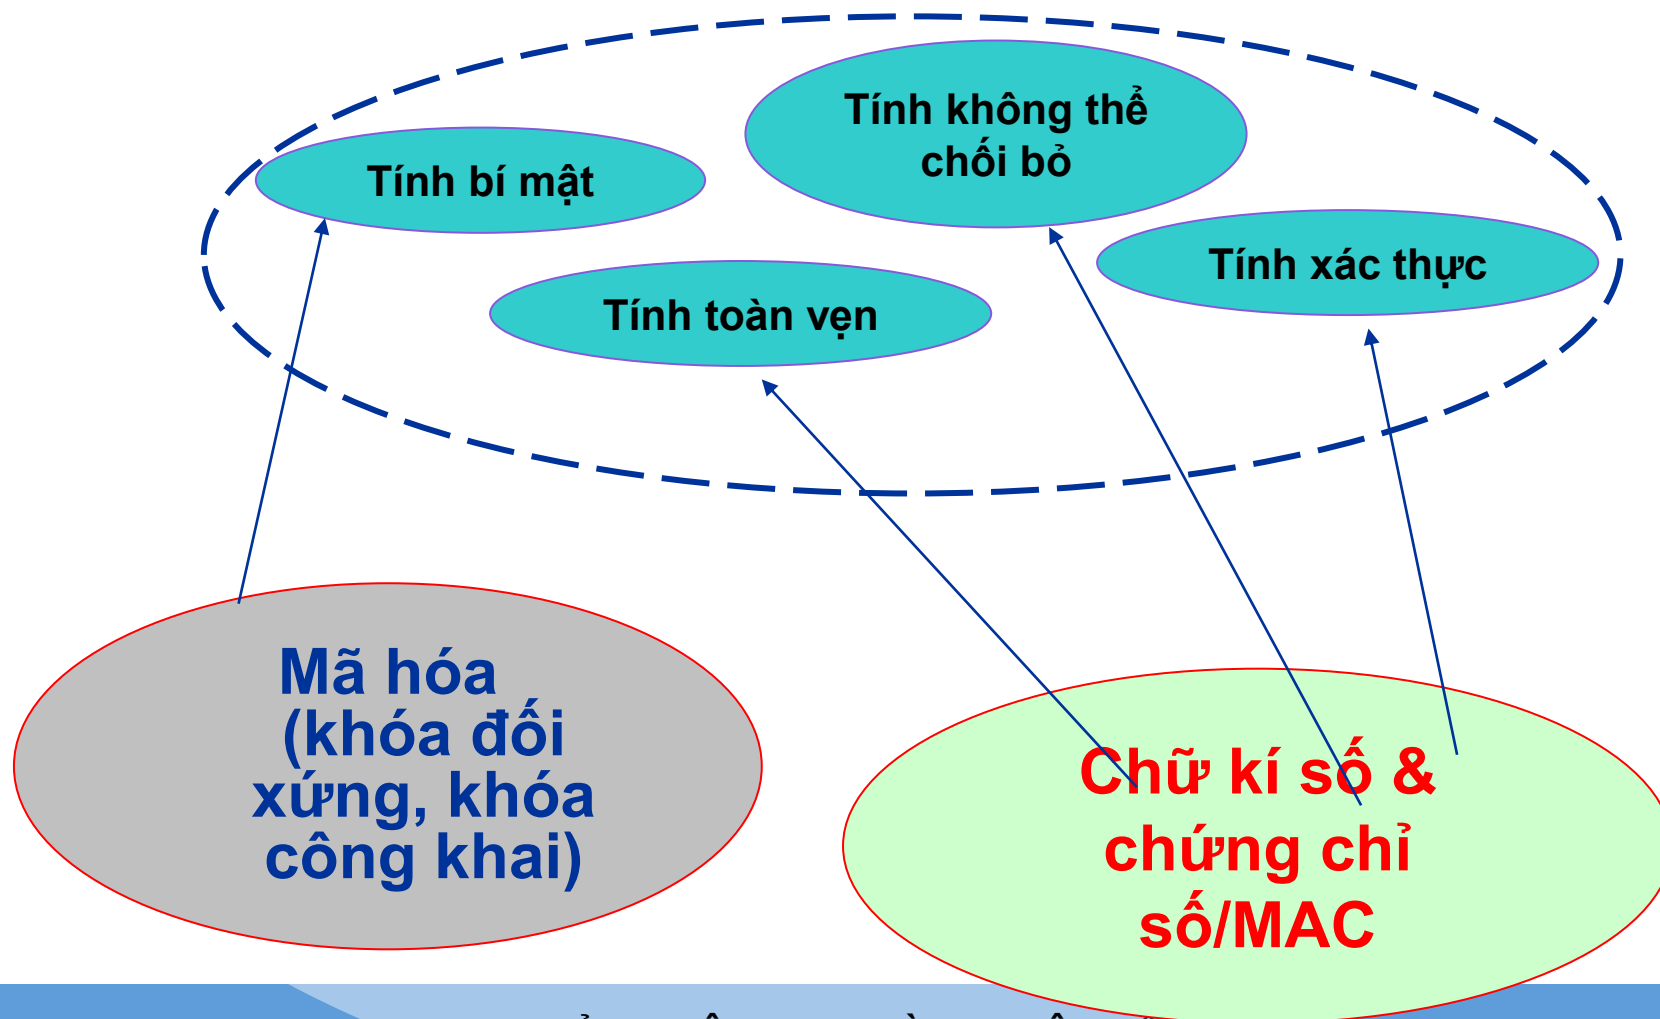 Tính không thể
chối bỏ
Tính bí mật
Tính xác thực
Tính toàn vẹn
Mã hóa
(khóa đối
xứng, khóa
công khai)
Chữ kí số &
chứng chỉ
số/MAC